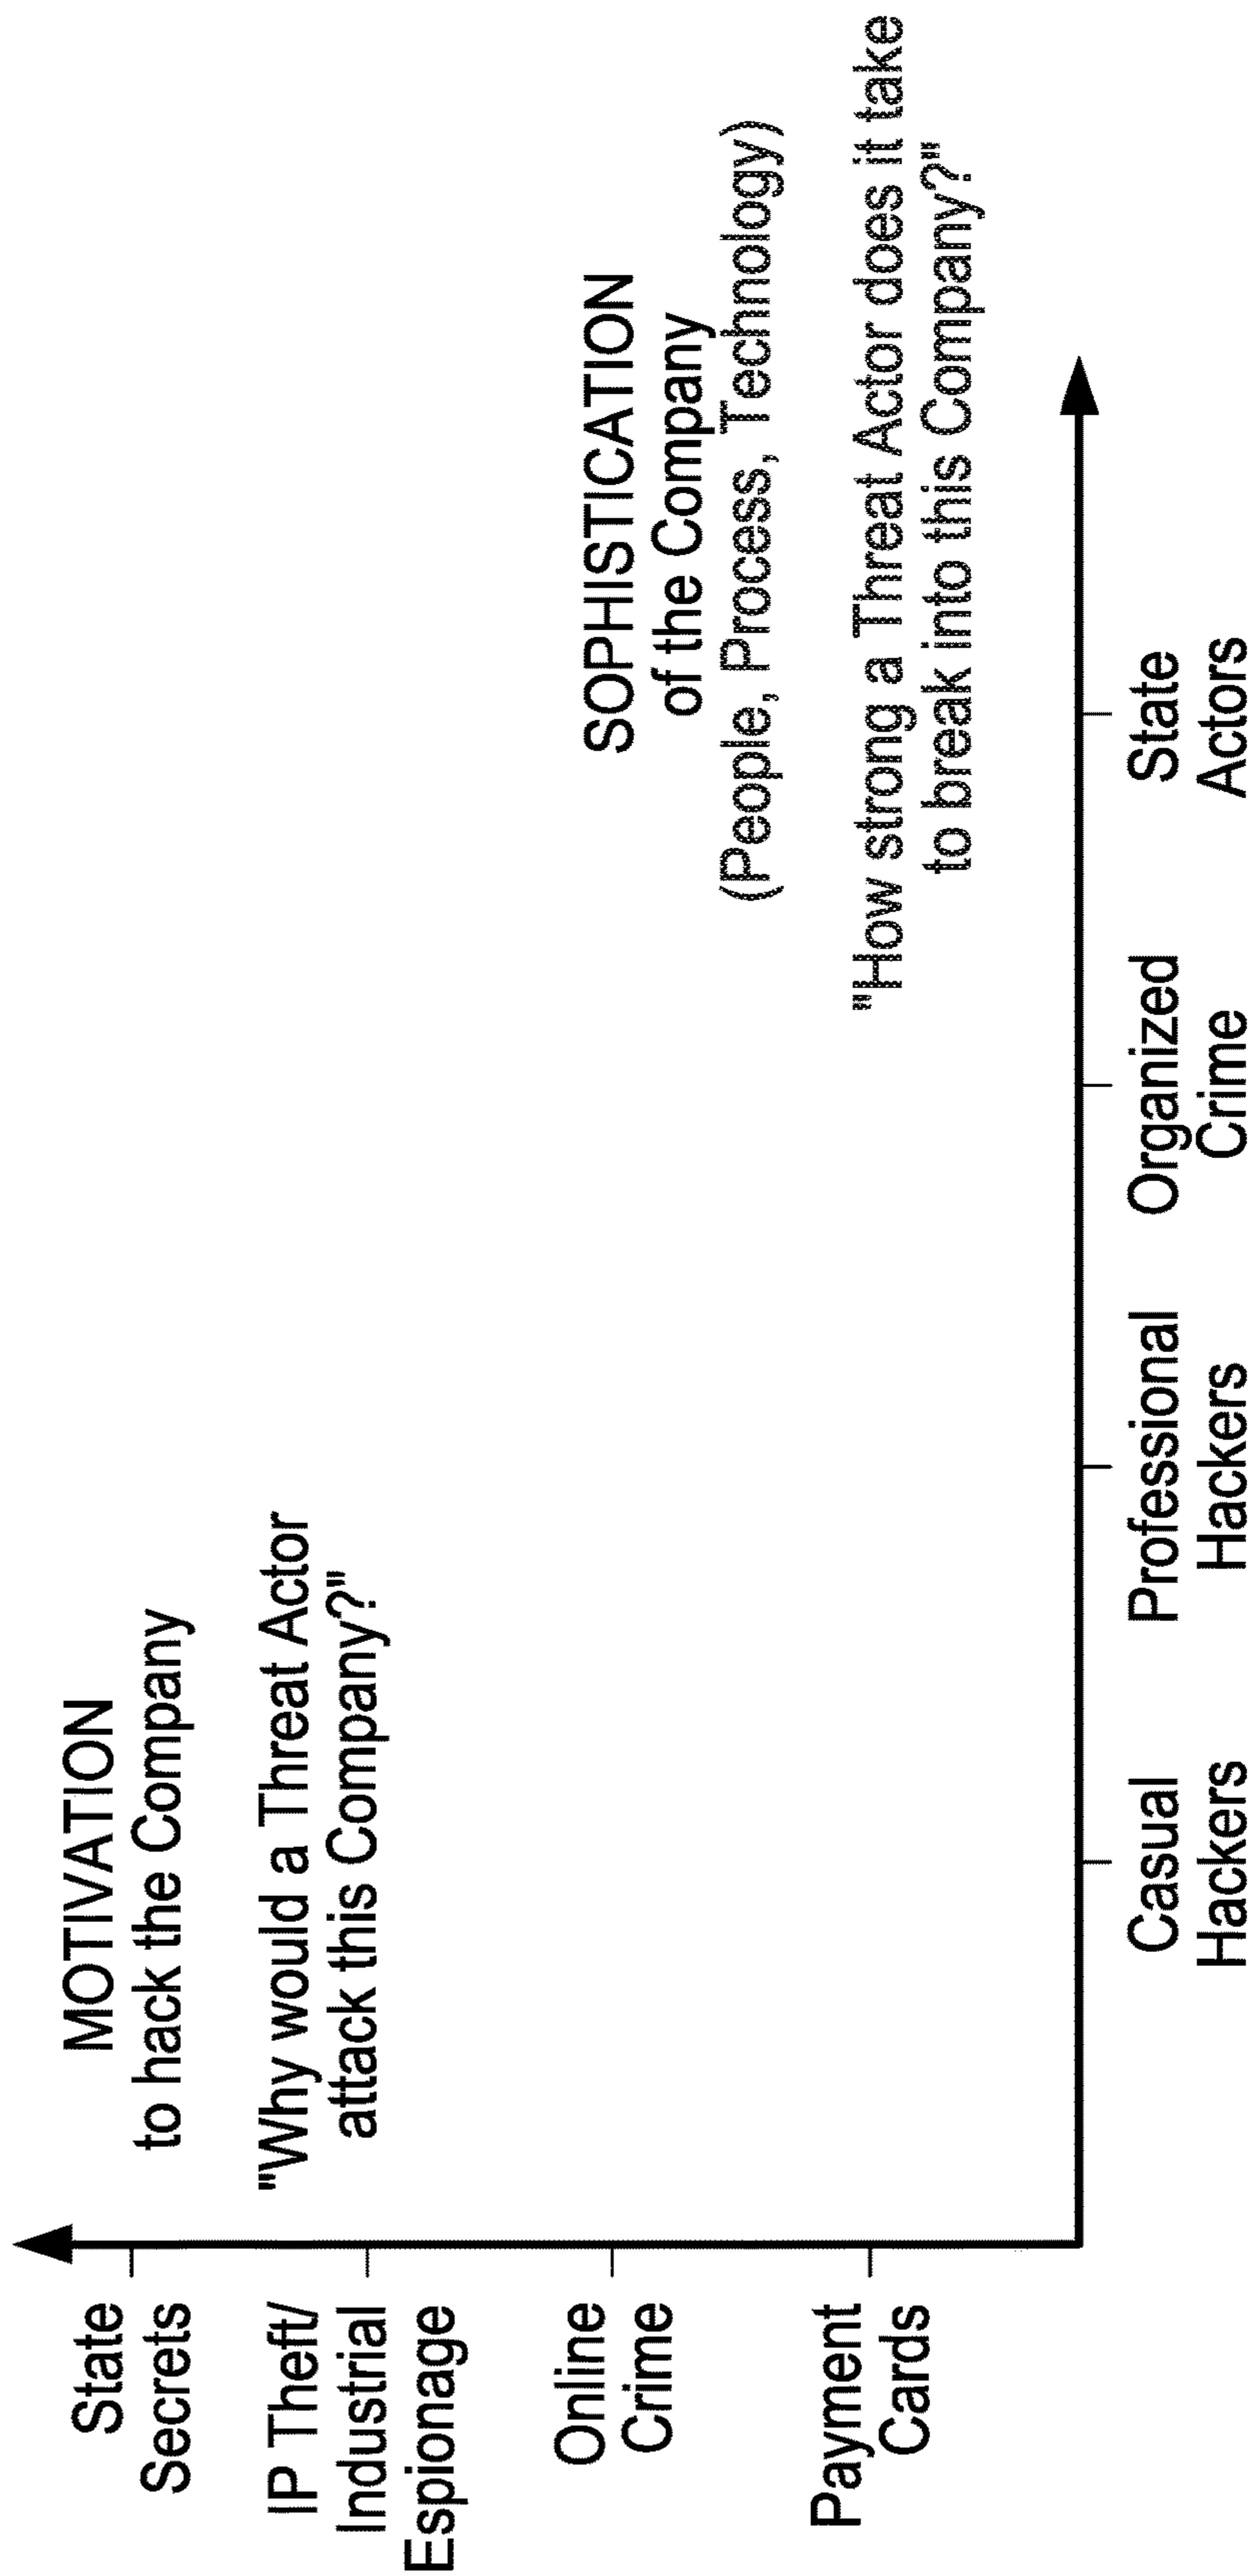 MOTIVATION
to hack the Company
"Why would a Threat Actor
attack this Company?"
State
Secrets
IP Theft/
Industrial
Espionage
Online
Crime
Payment
Cards
SOPHISTICATION
of the Company
(People, Process, Technology)
"How strong a Threat Actor does it take
to break into this Company?"
Casual
Hackers
Professional
Hackers
Organized
Crime
State
Actors